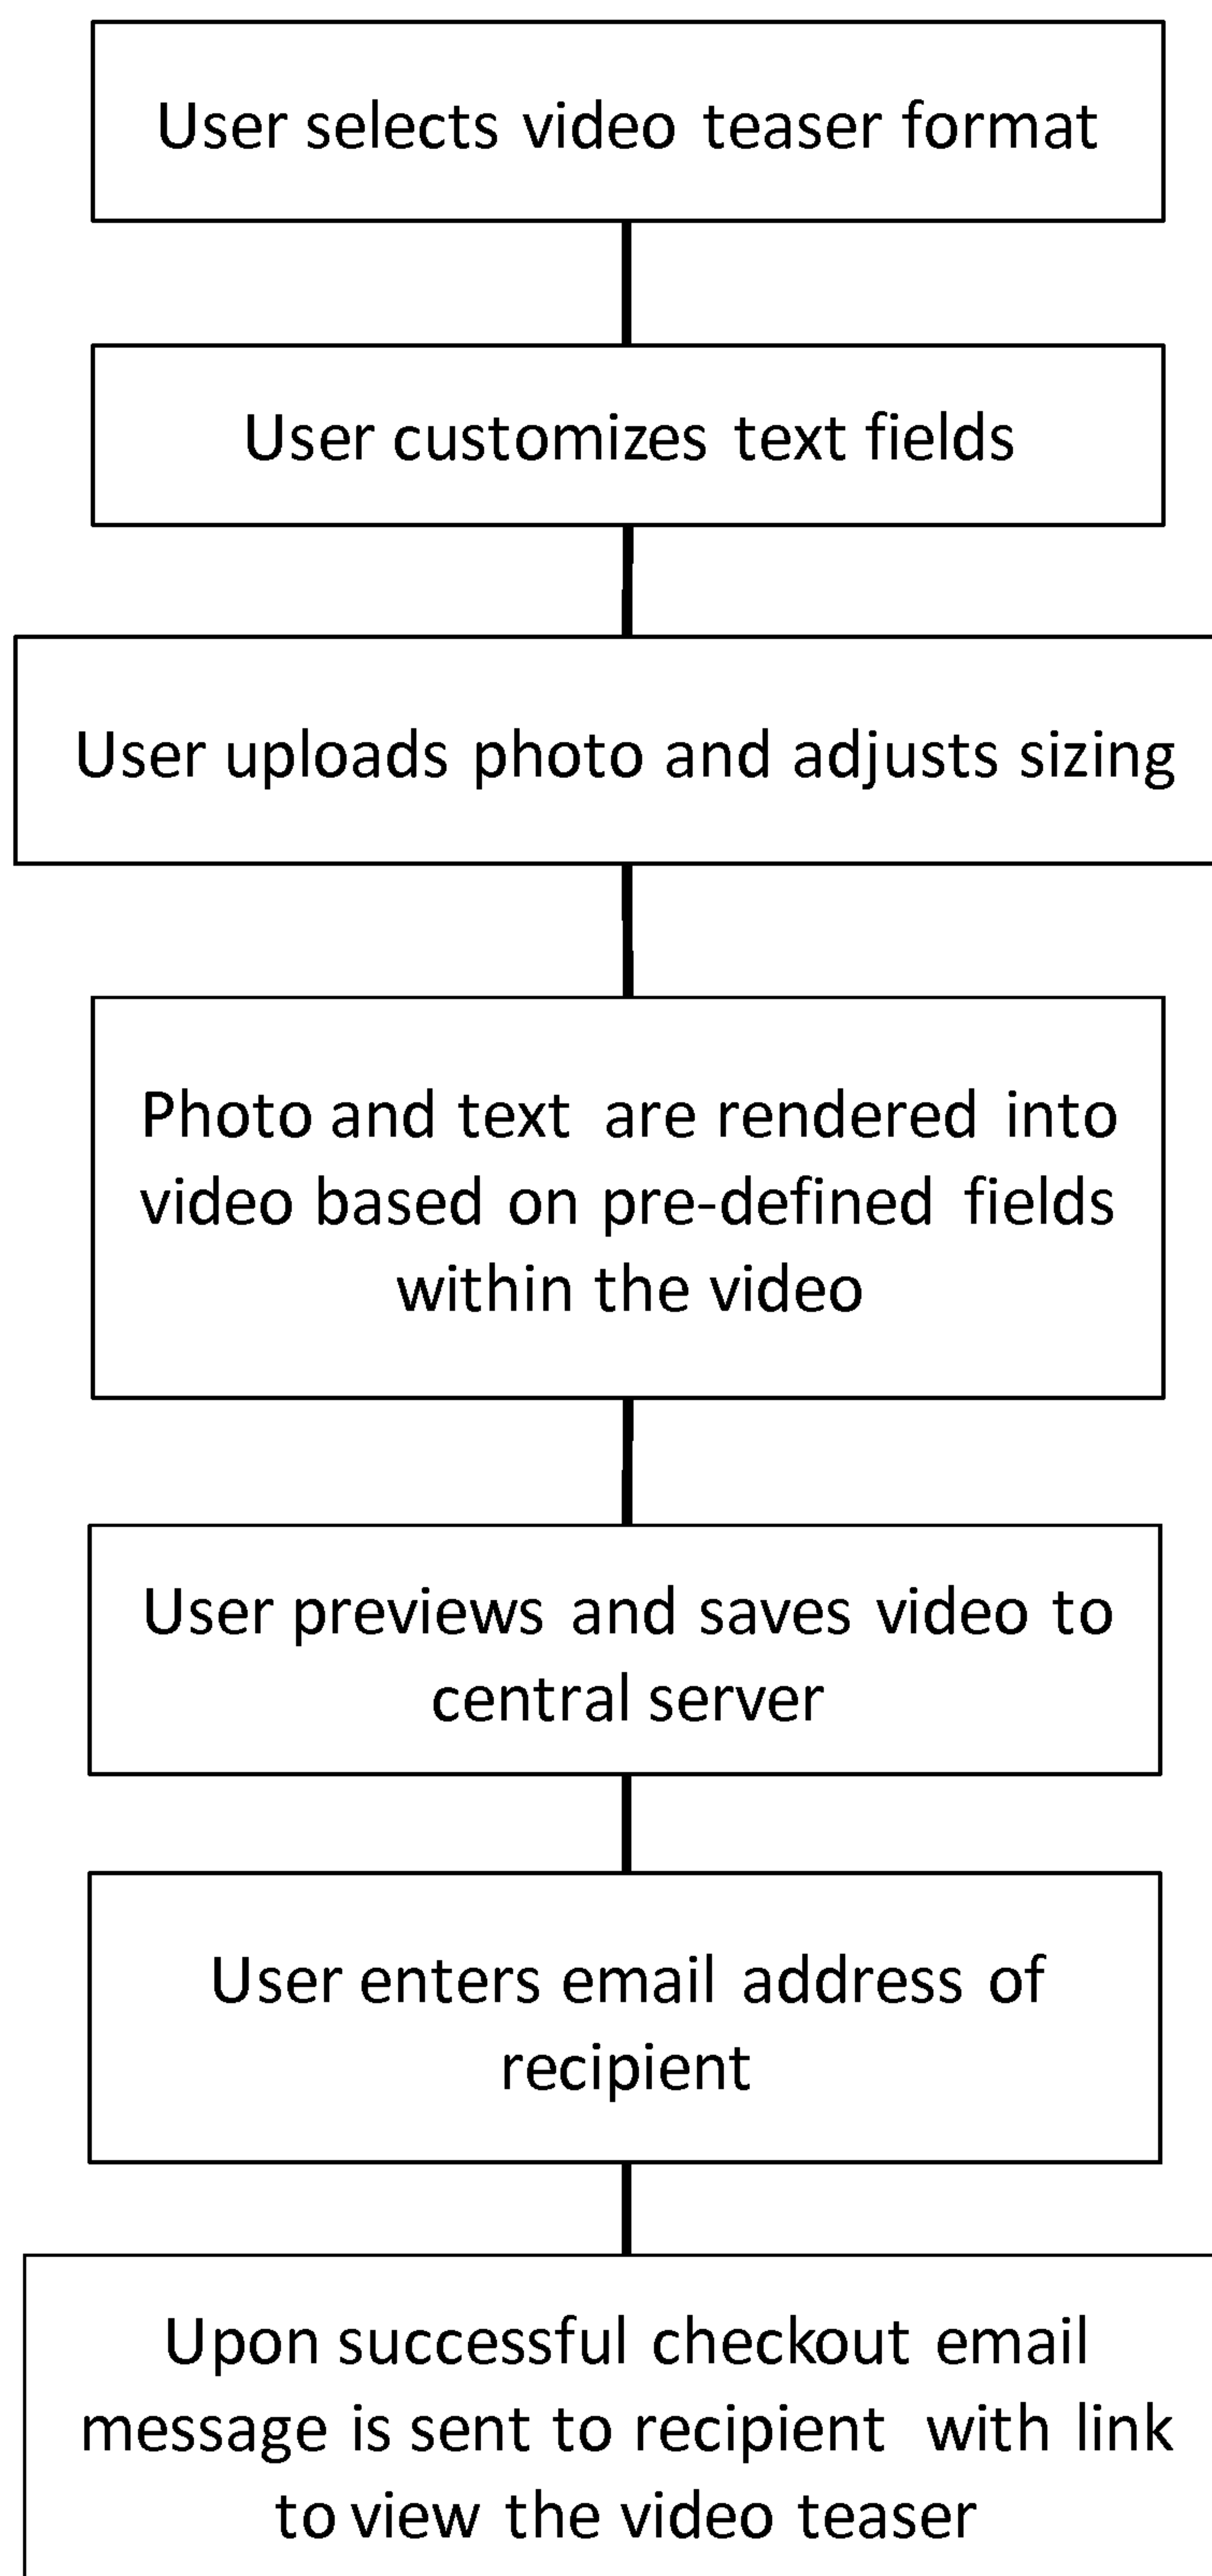 User selects video teaser format
User customizes text fields
User uploads photo and adjusts sizing
Photo and text are rendered into
video based on pre-defined fields
within the video
User previews and saves video to
central server
User enters email address of
recipient
Upon successful checkout email
message is sent to recipient with link
to view the video teaser